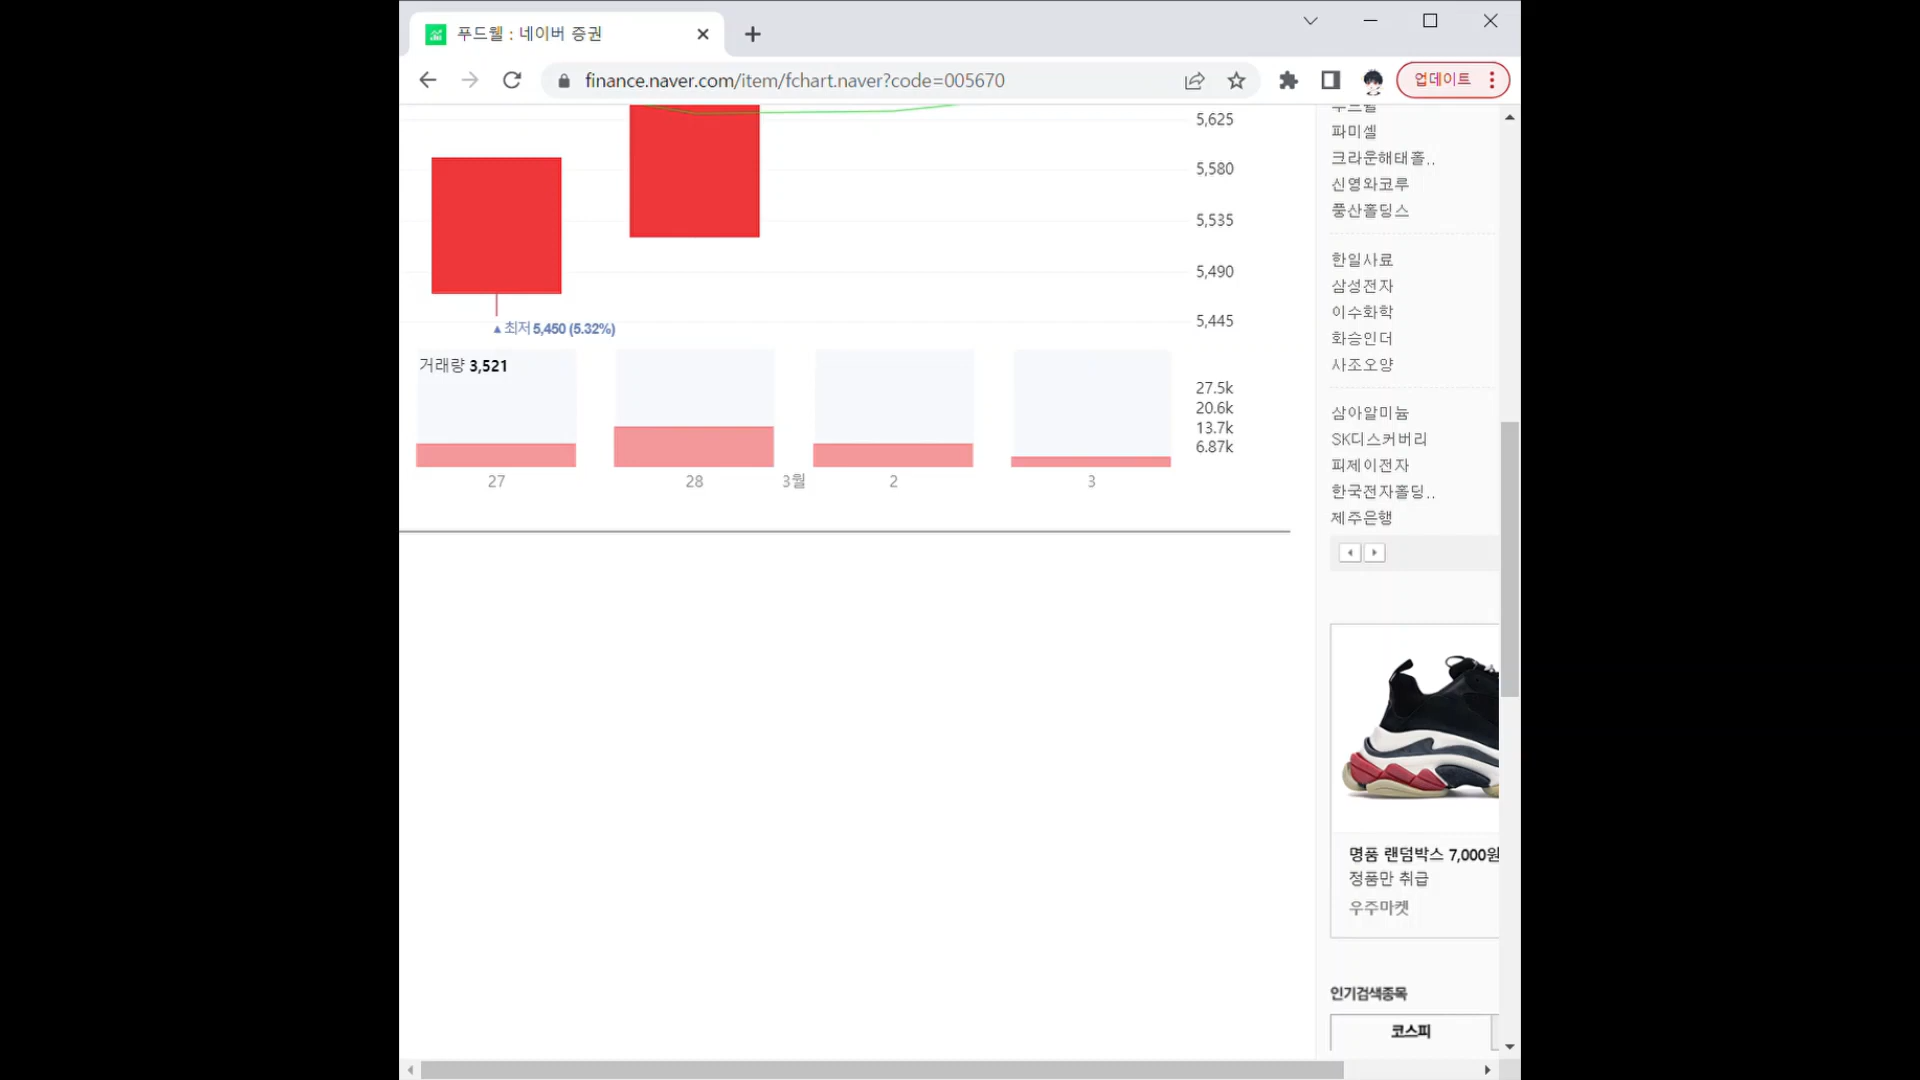 푸드웰 : 네이버 증권
finance.naver.com/item/fchart.naver?code=005670
업데이트
5,625
5,580
5,535
5,490
5,445
▲최저 5,450 (5.32%)
거래량 3,521
27.5k
20.6k
13.7k
6.87k
27
28
3월
2
3
푸드웰
파미셀
크라운해태홀..
신영와코루
풍산홀딩스
한일사료
삼성전자
이수화학
화승인더
사조오양
삼아알미늄
SK디스커버리
피제이전자
한국전자홀딩..
제주은행
명품 랜덤박스 7,000원
정품만 취급
우주마켓
인기검색종목
코스피